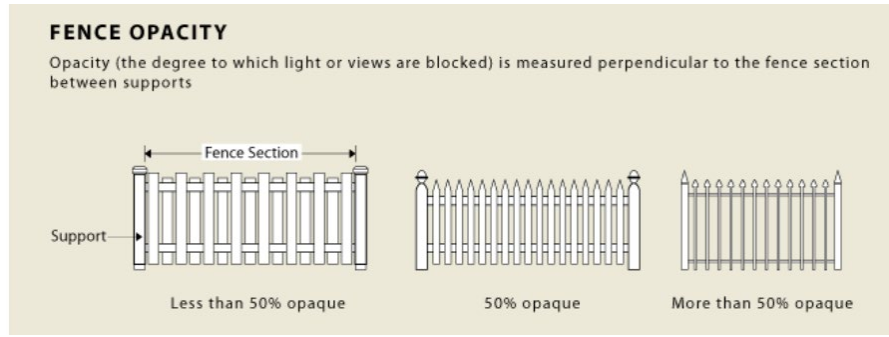 FENCE OPACITY
Opacity (the degree to which light or views are blocked) is measured perpendicular to the fence section
between supports
Fence Section
Support
Less than 50% opaque
50% opaque
More than 50% opaque